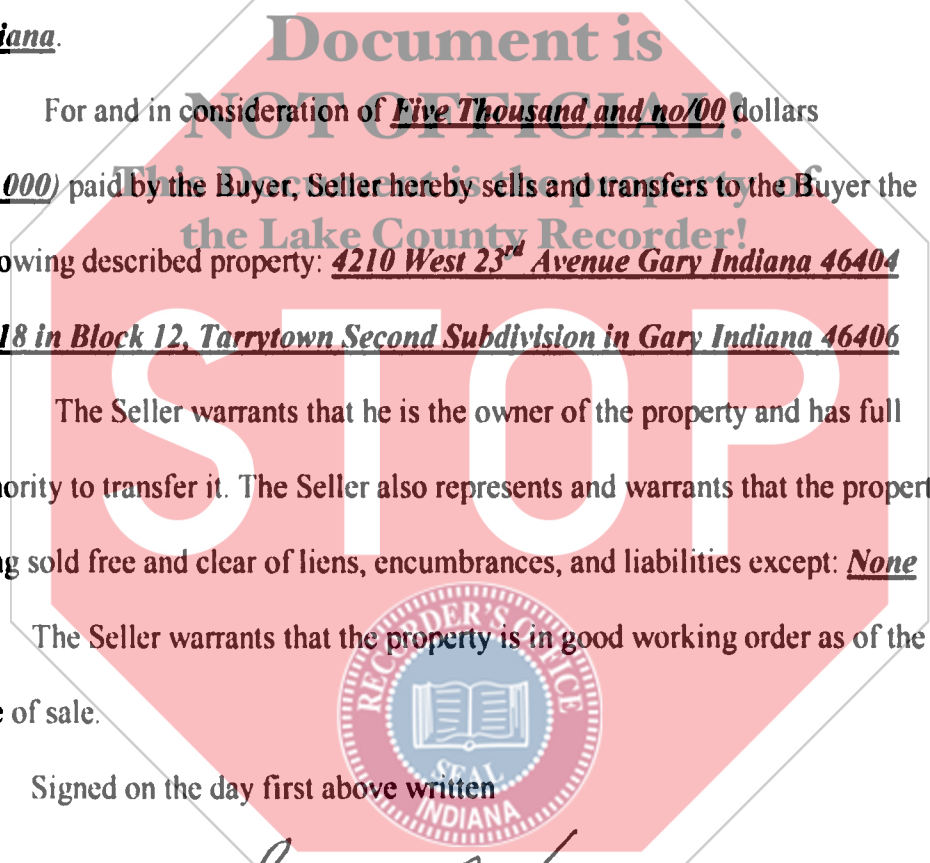 iana.
Document is
For and in consideration of Five Thousand and no/00 dollars
NOT OFFICIAL!
000) paid by the Buyer, Seller hereby sells and transfers to the Buyer the
This Document is the property of
the Lake County Recorder!
owing described property: 4210 West 23rd Avenue Gary Indiana 46404
18 in Block 12, Tarrytown Second Subdivision in Gary Indiana 46406
STOP
The Seller warrants that he is the owner of the property and has full
ority to transfer it. The Seller also represents and warrants that the propert
g sold free and clear of liens, encumbrances, and liabilities except: None
The Seller warrants that the property is in good working order as of the
e of sale.
RECORDER'S OFFICE
SEAL
INDIANA
Signed on the day first above written